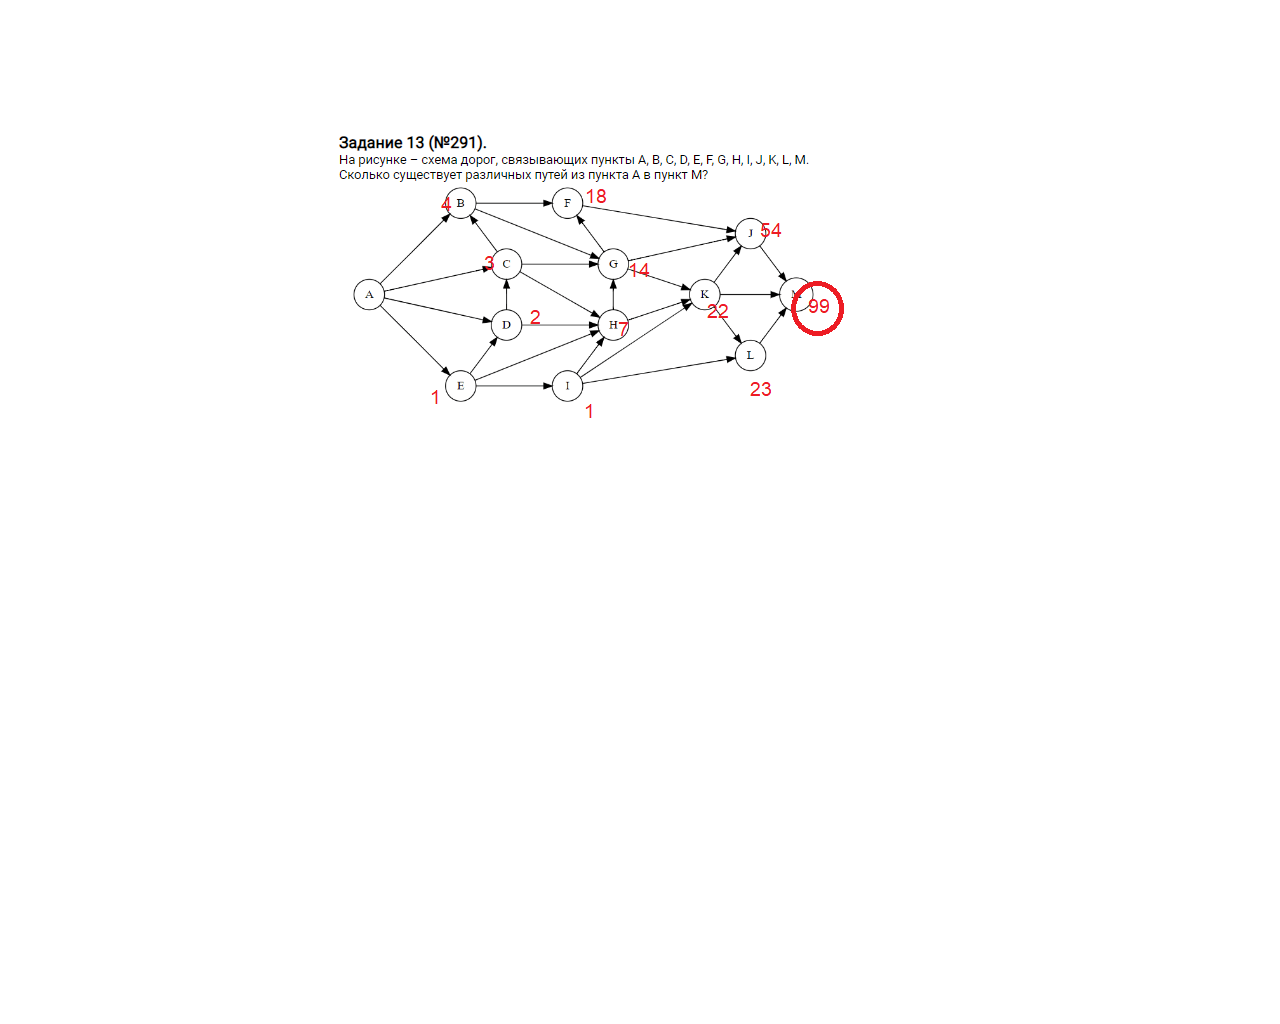 Задание 13 (№291).
На рисунке – схема дорог, связывающих пункты A, B, C, D, E, F, G, H, I, J, K, L, M.
Сколько существует различных путей из пункта A в пункт M?
4 B F 18
J 54
3 C G 14
A K M 99
22
D 2 H 7
L
E I 23
1 1